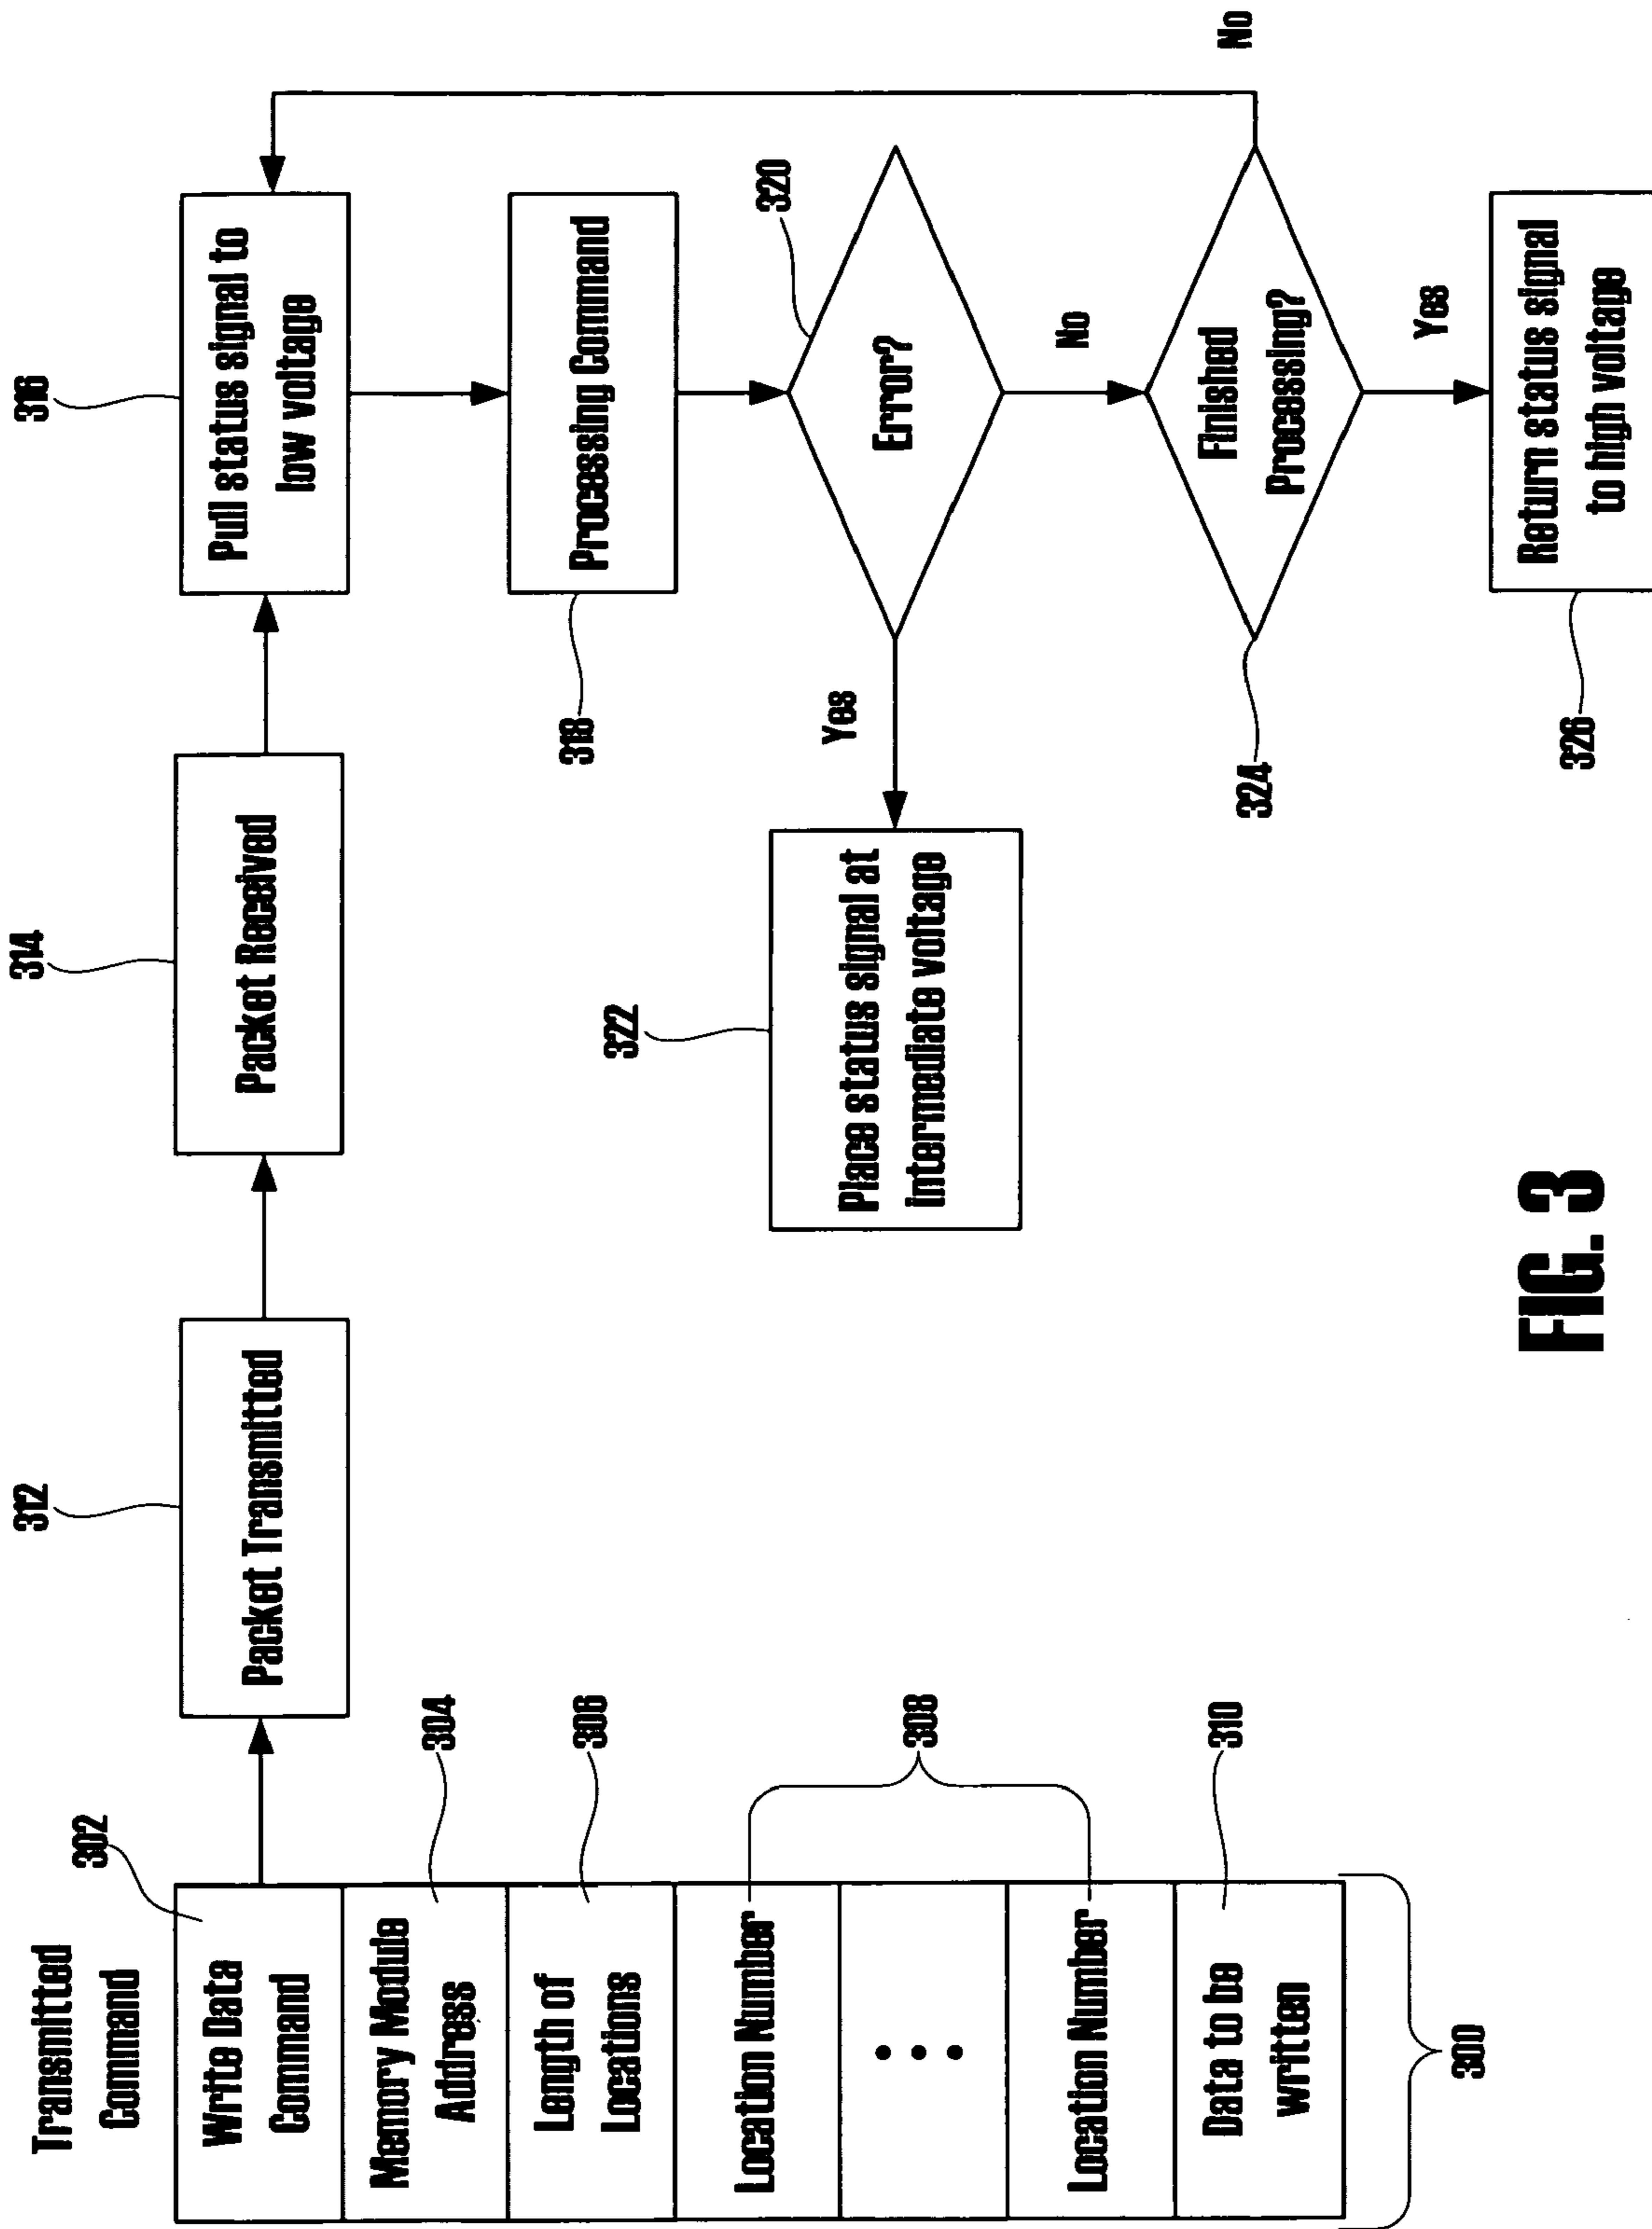 Transmitted
Command
302
Write Data
Command
Memory Module
Address
304
Length of
Locations
306
Location Number
308
Location Number
Data to be
written
310
300
312
Packet Transmitted
314
Packet Received
316
Pull status signal to
low voltage
318
Processing Command
320
Error?
Yes
No
322
Place status signal at
intermediate voltage
324
Finished
Processing?
No
Yes
326
Return status signal
to high voltage
FIG. 3